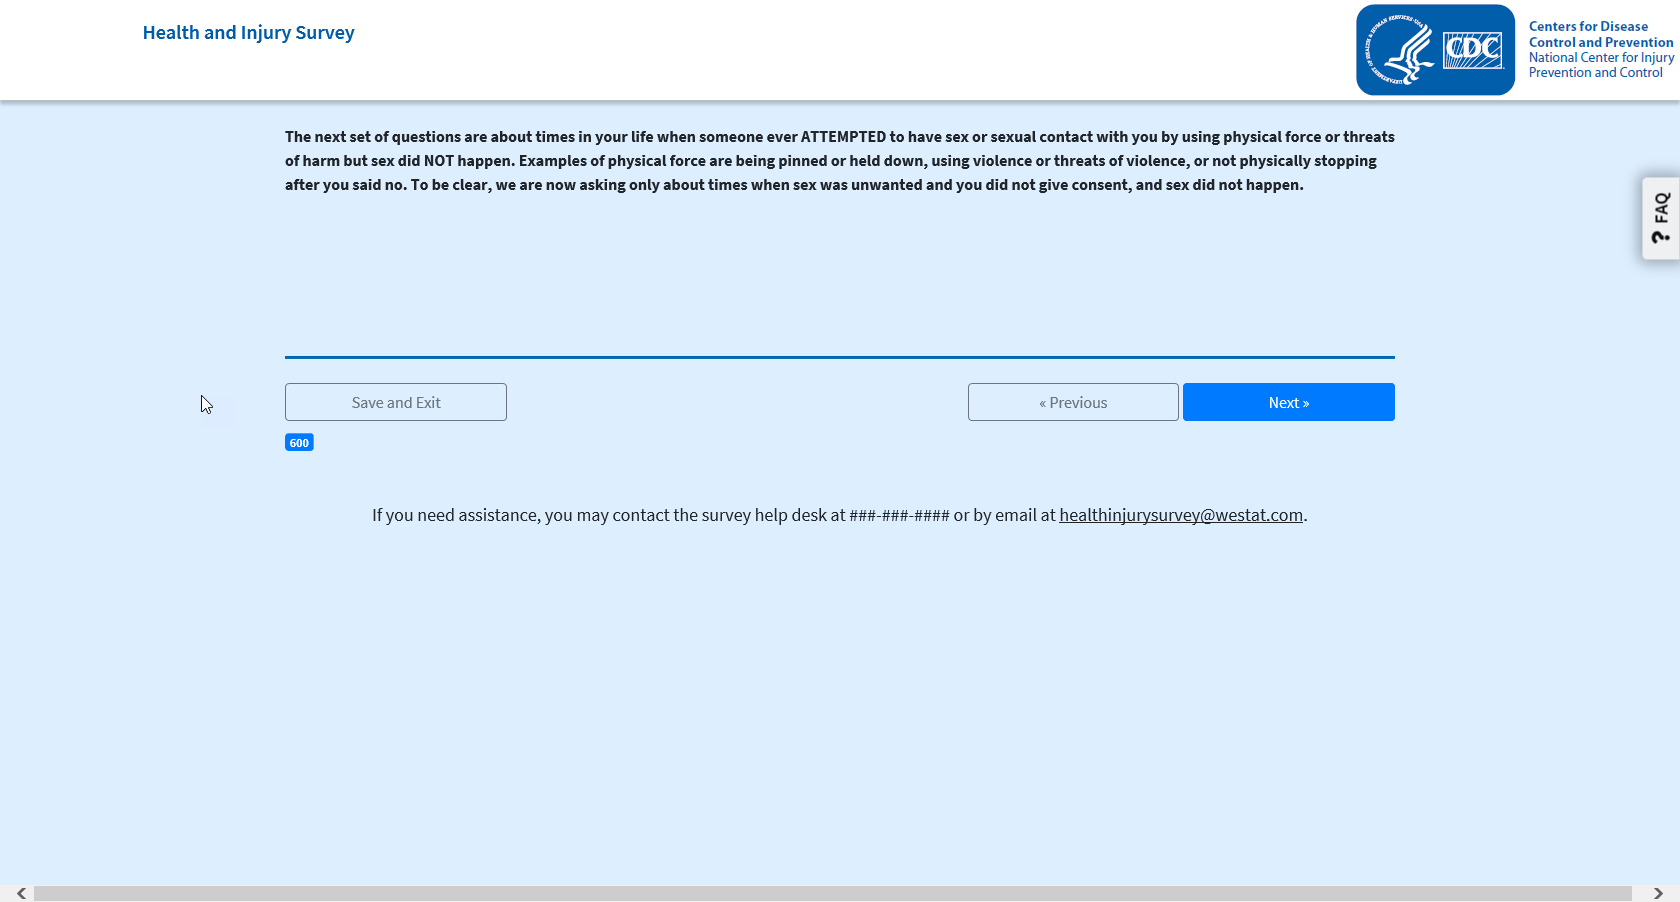 Health and Injury Survey
CDC
Centers for Disease
Control and Prevention
National Center for Injury
Prevention and Control
The next set of questions are about times in your life when someone ever ATTEMPTED to have sex or sexual contact with you by using physical force or threats
of harm but sex did NOT happen. Examples of physical force are being pinned or held down, using violence or threats of violence, or not physically stopping
after you said no. To be clear, we are now asking only about times when sex was unwanted and you did not give consent, and sex did not happen.
? FAQ
Save and Exit
« Previous
Next »
600
If you need assistance, you may contact the survey help desk at ###-###-#### or by email at healthinjurysurvey@westat.com.